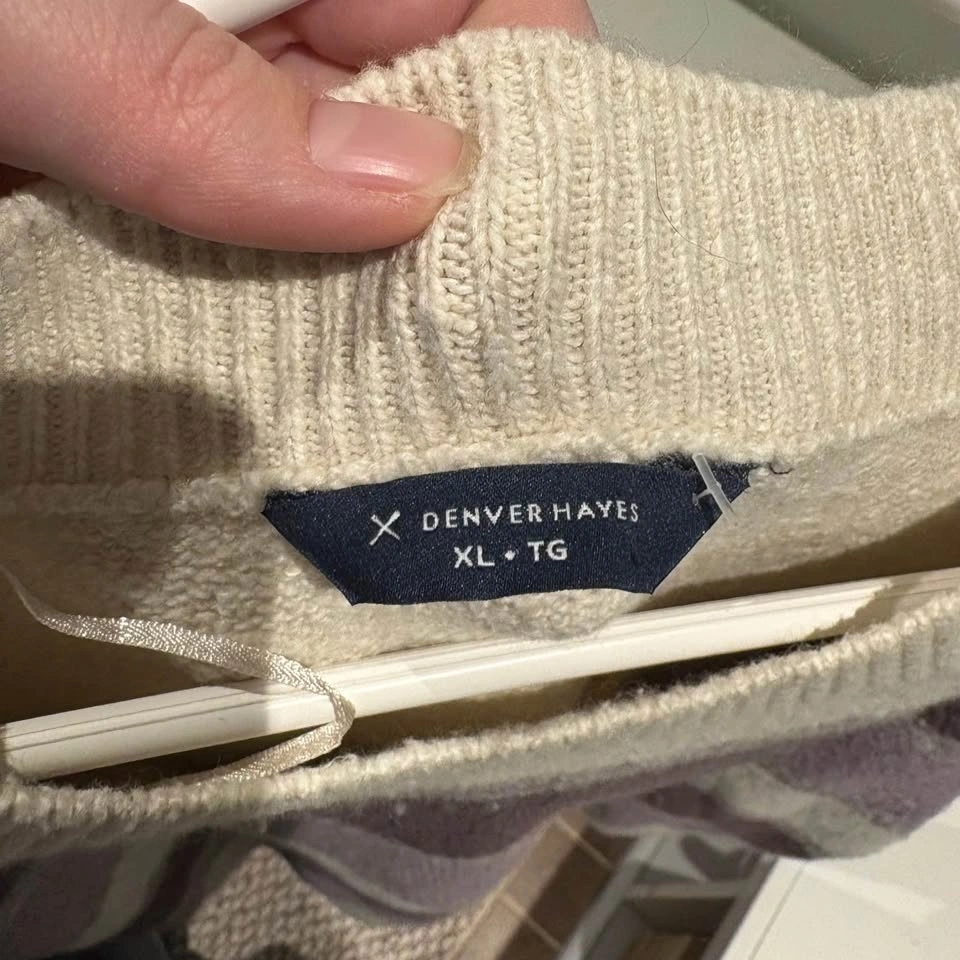 DENVER HAYES
XL • TG